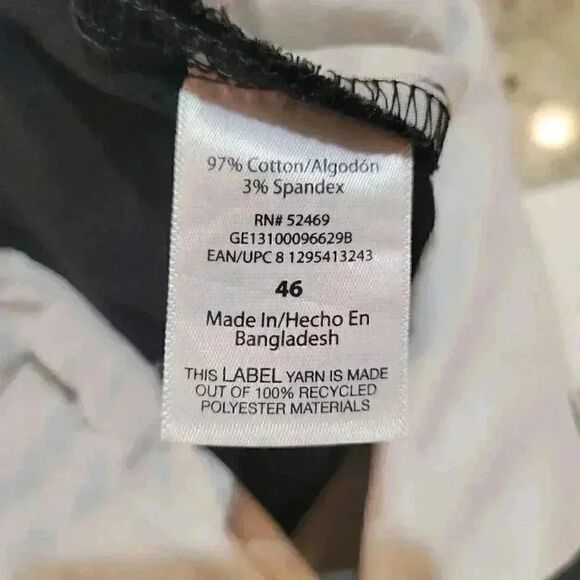 97% Cotton/Algodón
3% Spandex
RN# 52469
GE13100096629B
EAN/UPC 8 1295413243
46
Made In/Hecho En
Bangladesh
THIS LABEL YARN IS MADE
OUT OF 100% RECYCLED
POLYESTER MATERIALS